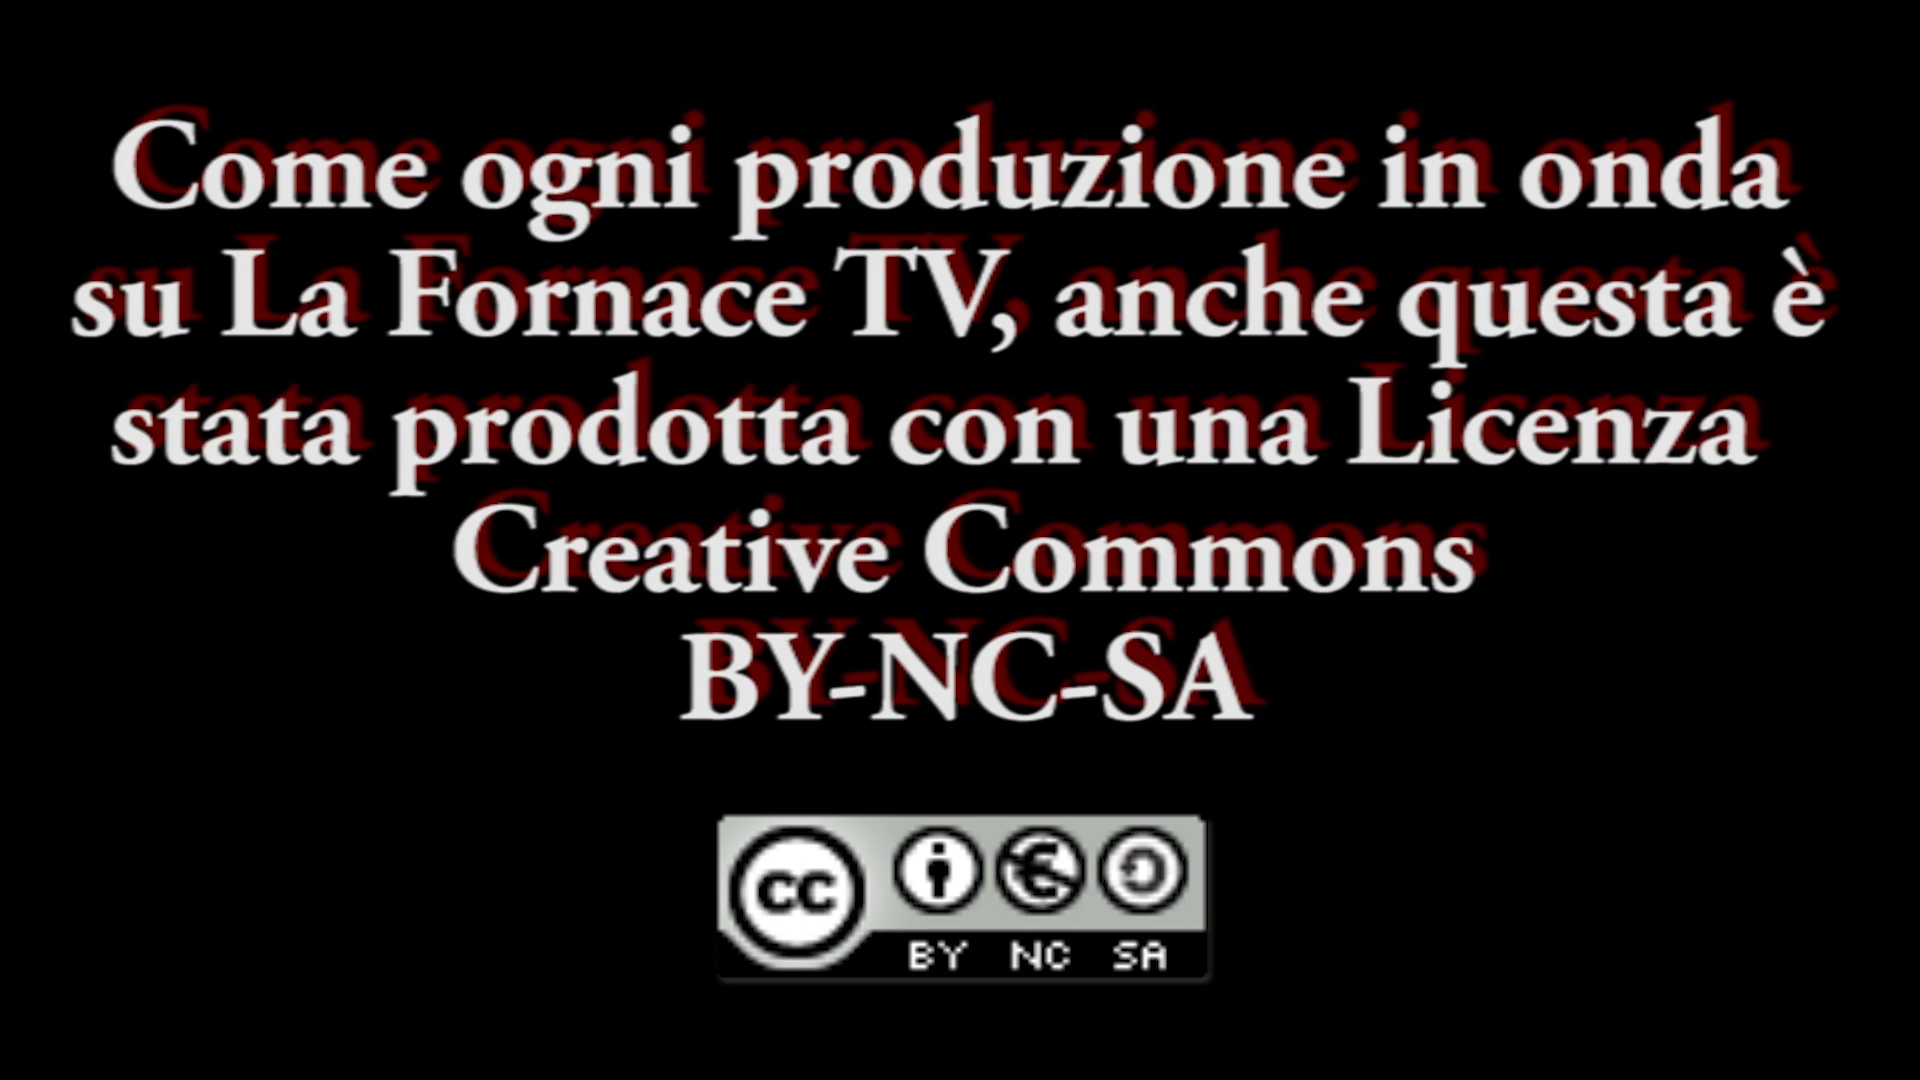 Come ogni produzione in onda
su La Fornace TV, anche questa è
stata prodotta con una Licenza
Creative Commons
BY-NC-SA
cc
BY NC SA